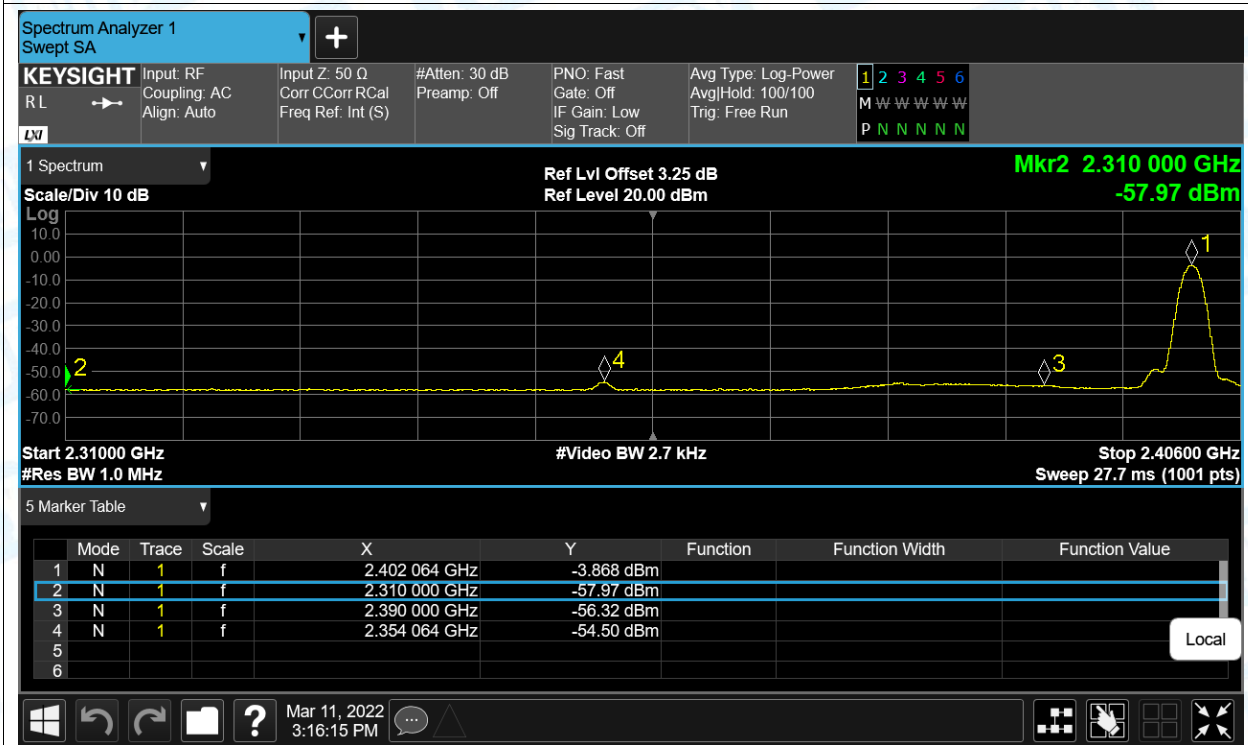 Spectrum Analyzer 1
Swept SA
KEYSIGHT
R L
LXI
Input: RF
Coupling: AC
Align: Auto
Input Z: 50 Ω
Corr CCorr RCal
Freq Ref: Int (S)
#Atten: 30 dB
Preamp: Off
PNO: Fast
Gate: Off
IF Gain: Low
Sig Track: Off
Avg Type: Log-Power
Avg|Hold: 100/100
Trig: Free Run
1 2 3 4 5 6
M W W W W W
P N N N N N
1 Spectrum
Scale/Div 10 dB
Ref Lvl Offset 3.25 dB
Ref Level 20.00 dBm
Mkr2 2.310 000 GHz
-57.97 dBm
Log
10.0
0.00
-10.0
-20.0
-30.0
-40.0
-50.0
-60.0
-70.0
2
4
3
1
Start 2.31000 GHz
#Res BW 1.0 MHz
#Video BW 2.7 kHz
Stop 2.40600 GHz
Sweep 27.7 ms (1001 pts)
5 Marker Table
Mode Trace Scale X Y Function Function Width Function Value
1 N 1 f 2.402 064 GHz -3.868 dBm
2 N 1 f 2.310 000 GHz -57.97 dBm
3 N 1 f 2.390 000 GHz -56.32 dBm
4 N 1 f 2.354 064 GHz -54.50 dBm
5
6
Local
?
Mar 11, 2022
3:16:15 PM